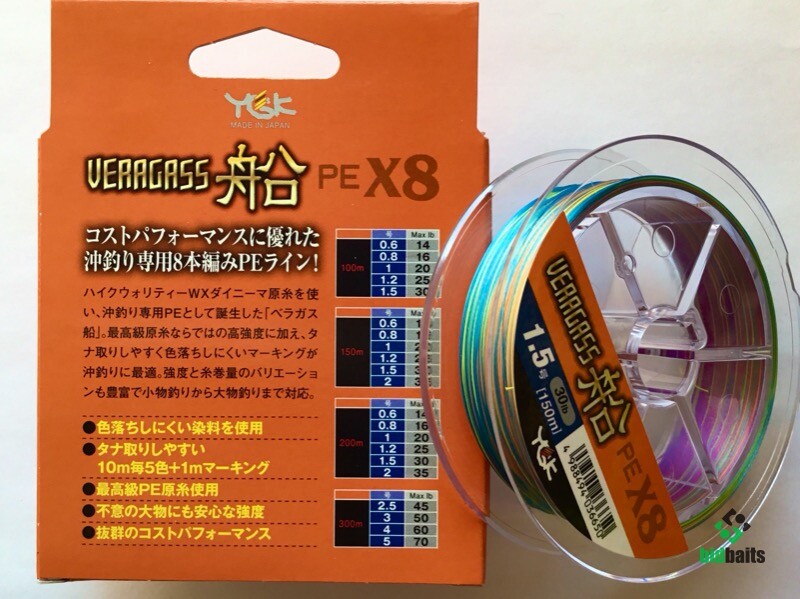 YGK
MADE IN JAPAN
VERAGASS 船 PE X8
コストパフォーマンスに優れた
沖釣り専用8本編みPEライン!
ハイクウォリティーWXダイニーマ原糸を使
い、沖釣り専用PEとして誕生した「ベラガス
船」。最高級原糸ならではの高強度に加え、タ
ナ取りしやすく色落ちしにくいマーキングが
沖釣りに最適。強度と糸巻量のバリエーショ
ンも豊富で小物釣りから大物釣りまで対応。
●色落ちしにくい染料を使用
●タナ取りしやすい
10m毎5色+1mマーキング
●最高級PE原糸使用
●不意の大物にも安心な強度
●抜群のコストパフォーマンス
100m
号 Max lb
0.6 14
0.8 16
1 20
1.2 25
1.5 30
150m
号 Max
0.6
0.8
1
1.2
1.5
2
200m
号 Max lb
0.6 14
0.8 16
1 20
1.2 25
1.5 30
2 35
300m
号 Max lb
2.5 45
3 50
4 60
5 70
VERAGASS 船 PE X8
1.5号 30lb
[150m]
YGK
4 988494 036650
bidbaits